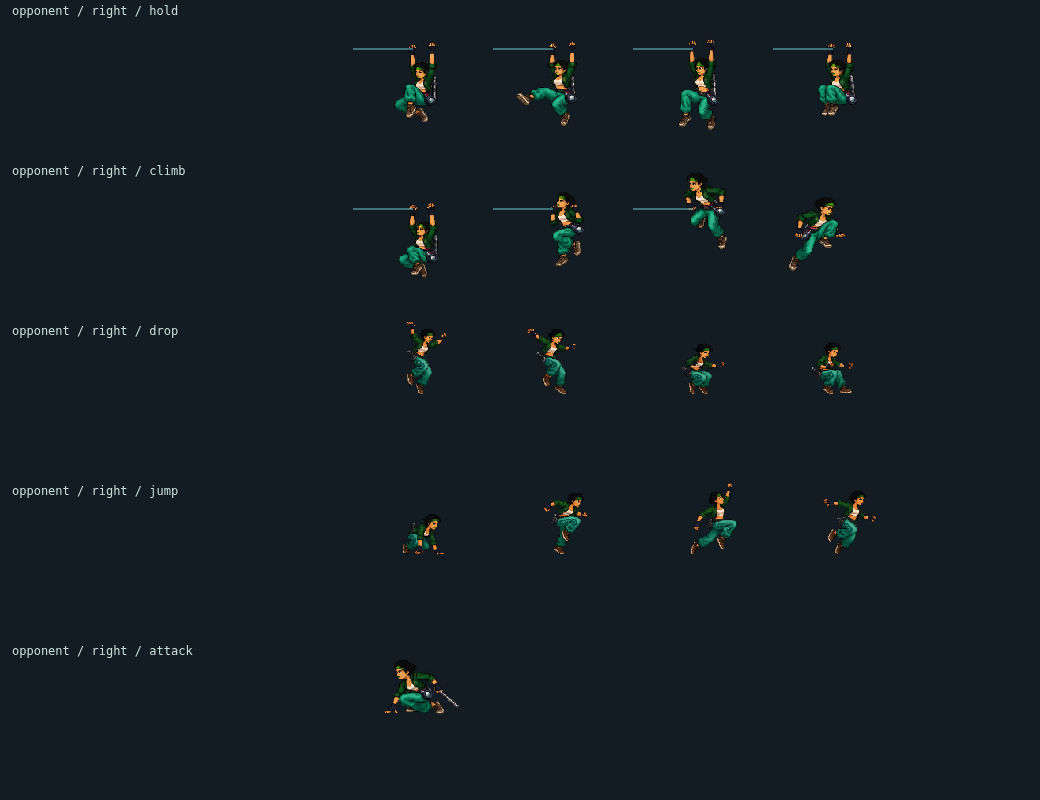 opponent / right / hold
opponent / right / climb
opponent / right / drop
opponent / right / jump
opponent / right / attack